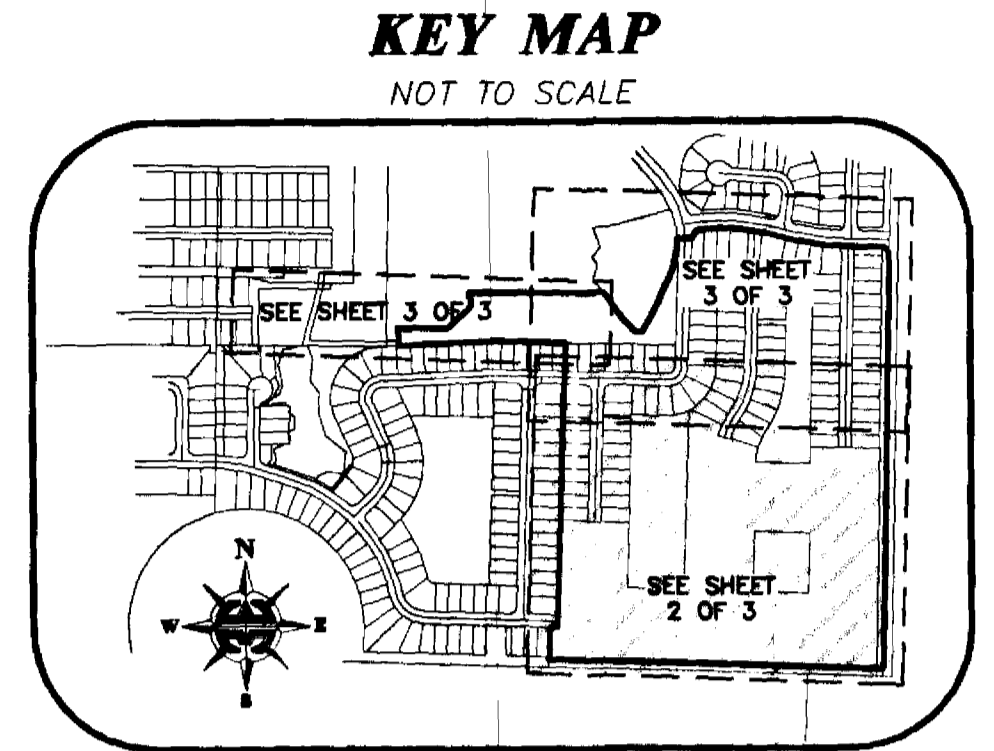 KEY MAP
NOT TO SCALE
SEE SHEET
3 OF 3
SEE SHEET 3 OF 3
SEE SHEET
2 OF 3
N
W
E
S